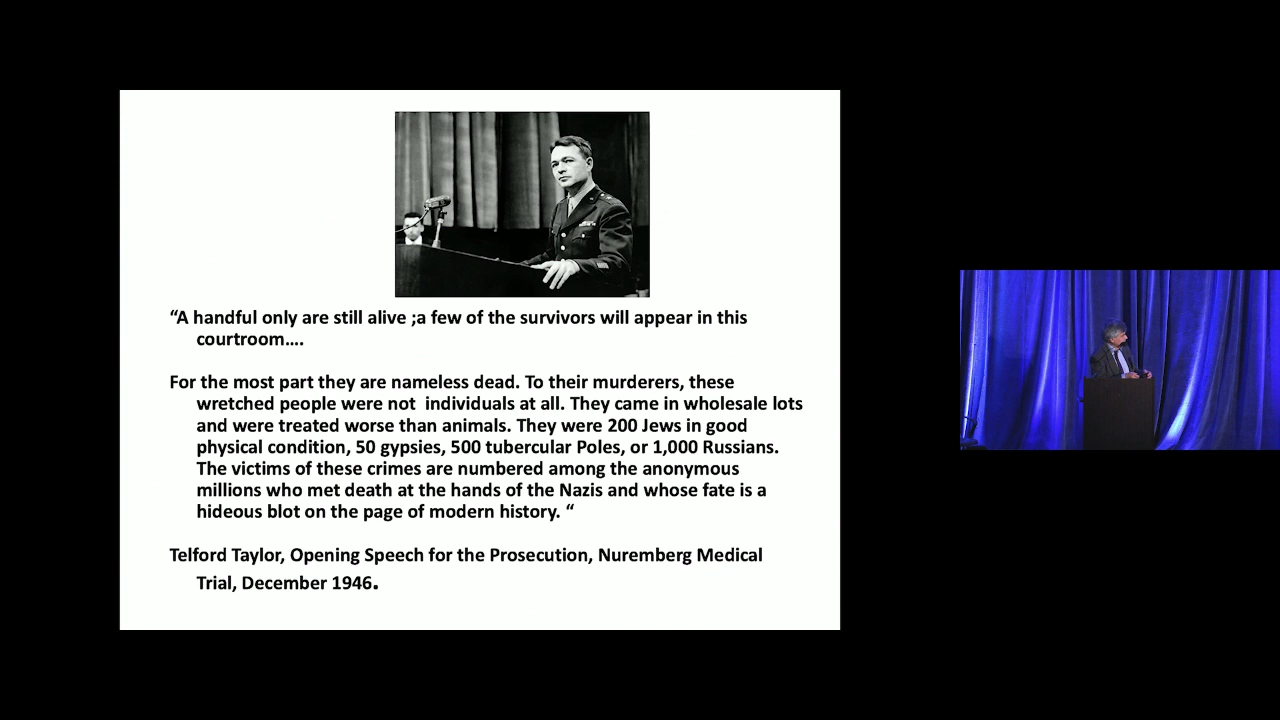 “A handful only are still alive ;a few of the survivors will appear in this
courtroom….
For the most part they are nameless dead. To their murderers, these
wretched people were not  individuals at all. They came in wholesale lots
and were treated worse than animals. They were 200 Jews in good
physical condition, 50 gypsies, 500 tubercular Poles, or 1,000 Russians.
The victims of these crimes are numbered among the anonymous
millions who met death at the hands of the Nazis and whose fate is a
hideous blot on the page of modern history. “
Telford Taylor, Opening Speech for the Prosecution, Nuremberg Medical
Trial, December 1946.